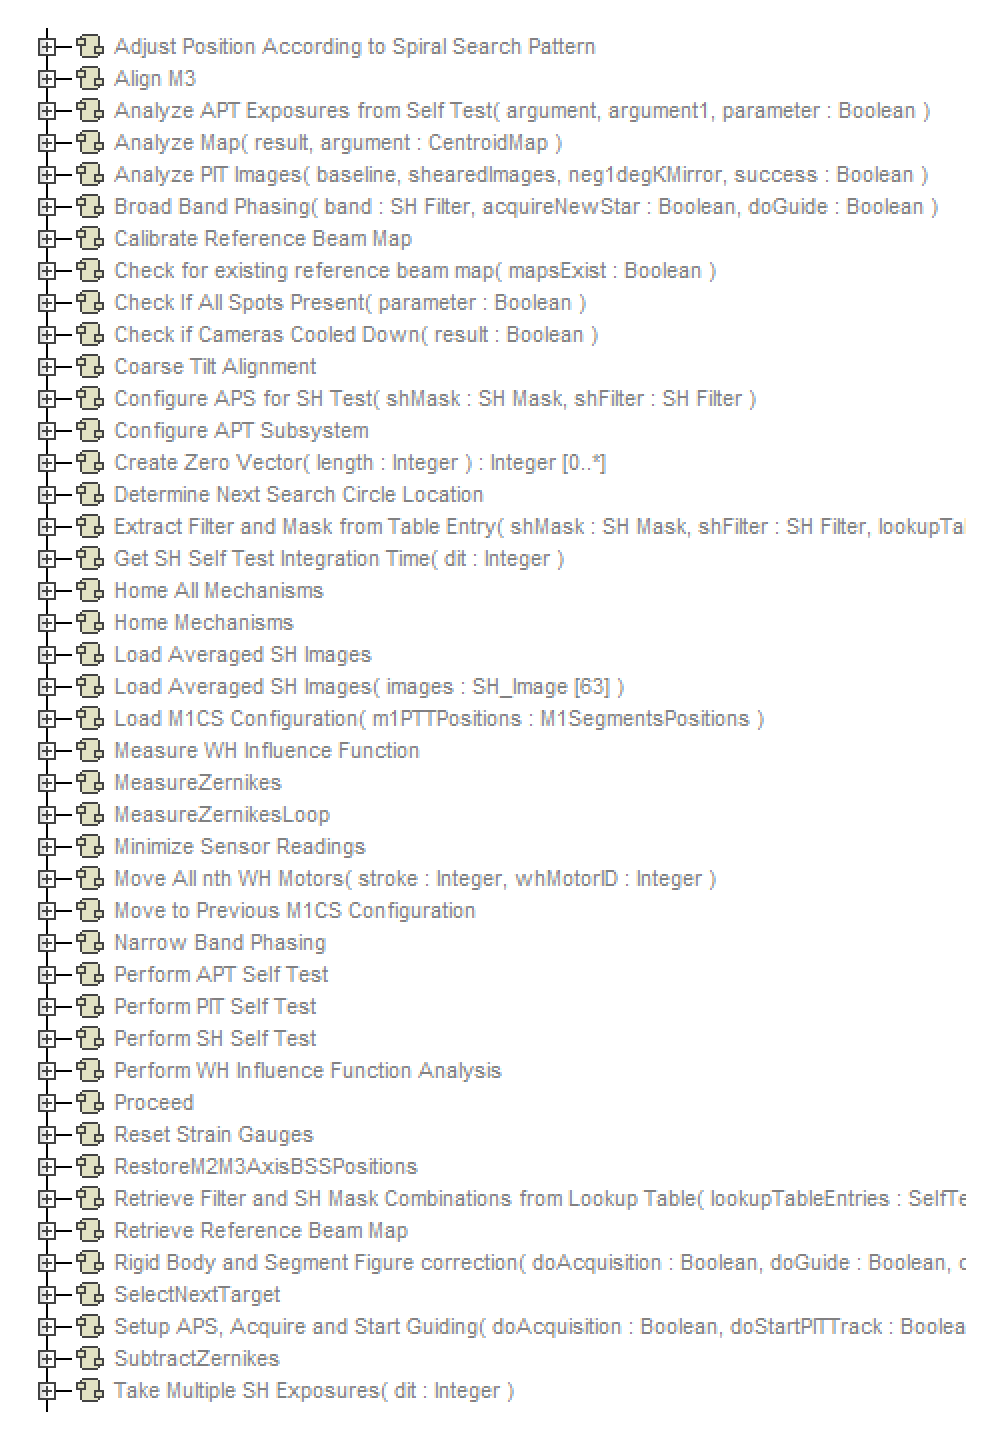 Adjust Position According to Spiral Search Pattern
Align M3
Analyze APT Exposures from Self Test( argument, argument1, parameter : Boolean )
Analyze Map( result, argument : CentroidMap )
Analyze PIT Images( baseline, shearedImages, neg1degKMirror, success : Boolean )
Broad Band Phasing( band : SH Filter, acquireNewStar : Boolean, doGuide : Boolean )
Calibrate Reference Beam Map
Check for existing reference beam map( mapsExist : Boolean )
Check If All Spots Present( parameter : Boolean )
Check if Cameras Cooled Down( result : Boolean )
Coarse Tilt Alignment
Configure APS for SH Test( shMask : SH Mask, shFilter : SH Filter )
Configure APT Subsystem
Create Zero Vector( length : Integer ) : Integer [0..*]
Determine Next Search Circle Location
Extract Filter and Mask from Table Entry( shMask : SH Mask, shFilter : SH Filter, lookupTa
Get SH Self Test Integration Time( dit : Integer )
Home All Mechanisms
Home Mechanisms
Load Averaged SH Images
Load Averaged SH Images( images : SH_Image [63] )
Load M1CS Configuration( m1PTTPositions : M1SegmentsPositions )
Measure WH Influence Function
MeasureZernikes
MeasureZernikesLoop
Minimize Sensor Readings
Move All nth WH Motors( stroke : Integer, whMotorID : Integer )
Move to Previous M1CS Configuration
Narrow Band Phasing
Perform APT Self Test
Perform PIT Self Test
Perform SH Self Test
Perform WH Influence Function Analysis
Proceed
Reset Strain Gauges
RestoreM2M3AxisBSSPositions
Retrieve Filter and SH Mask Combinations from Lookup Table( lookupTableEntries : SelfTe
Retrieve Reference Beam Map
Rigid Body and Segment Figure correction( doAcquisition : Boolean, doGuide : Boolean,
SelectNextTarget
Setup APS, Acquire and Start Guiding( doAcquisition : Boolean, doStartPITTrack : Boolea
SubtractZernikes
Take Multiple SH Exposures( dit : Integer )